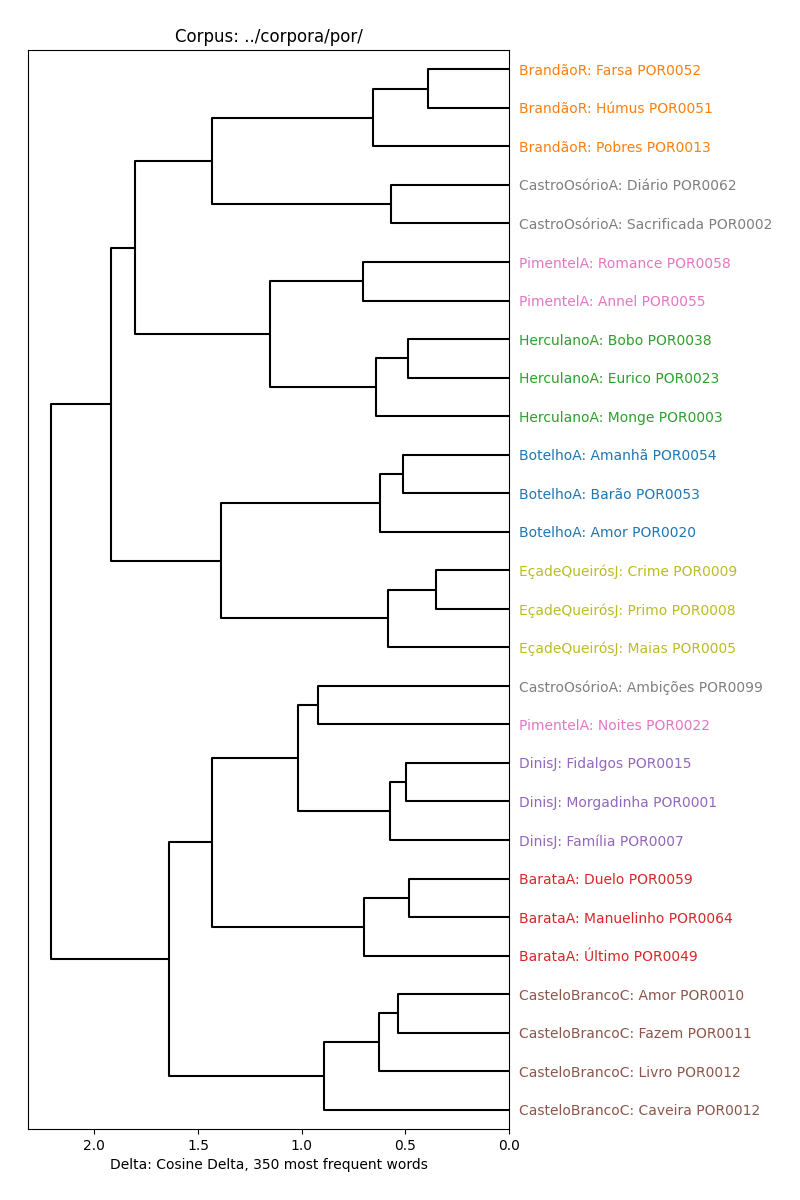 Corpus: ../corpora/por/
BrandãoR: Farsa POR0052
BrandãoR: Húmus POR0051
BrandãoR: Pobres POR0013
CastroOsórioA: Diário POR0062
CastroOsórioA: Sacrificada POR0002
PimentelA: Romance POR0058
PimentelA: Annel POR0055
HerculanoA: Bobo POR0038
HerculanoA: Eurico POR0023
HerculanoA: Monge POR0003
BotelhoA: Amanhã POR0054
BotelhoA: Barão POR0053
BotelhoA: Amor POR0020
EçadeQueirósJ: Crime POR0009
EçadeQueirósJ: Primo POR0008
EçadeQueirósJ: Maias POR0005
CastroOsórioA: Ambições POR0099
PimentelA: Noites POR0022
DinisJ: Fidalgos POR0015
DinisJ: Morgadinha POR0001
DinisJ: Família POR0007
BarataA: Duelo POR0059
BarataA: Manuelinho POR0064
BarataA: Último POR0049
CasteloBrancoC: Amor POR0010
CasteloBrancoC: Fazem POR0011
CasteloBrancoC: Livro POR0012
CasteloBrancoC: Caveira POR0012
2.0 1.5 1.0 0.5 0.0
Delta: Cosine Delta, 350 most frequent words